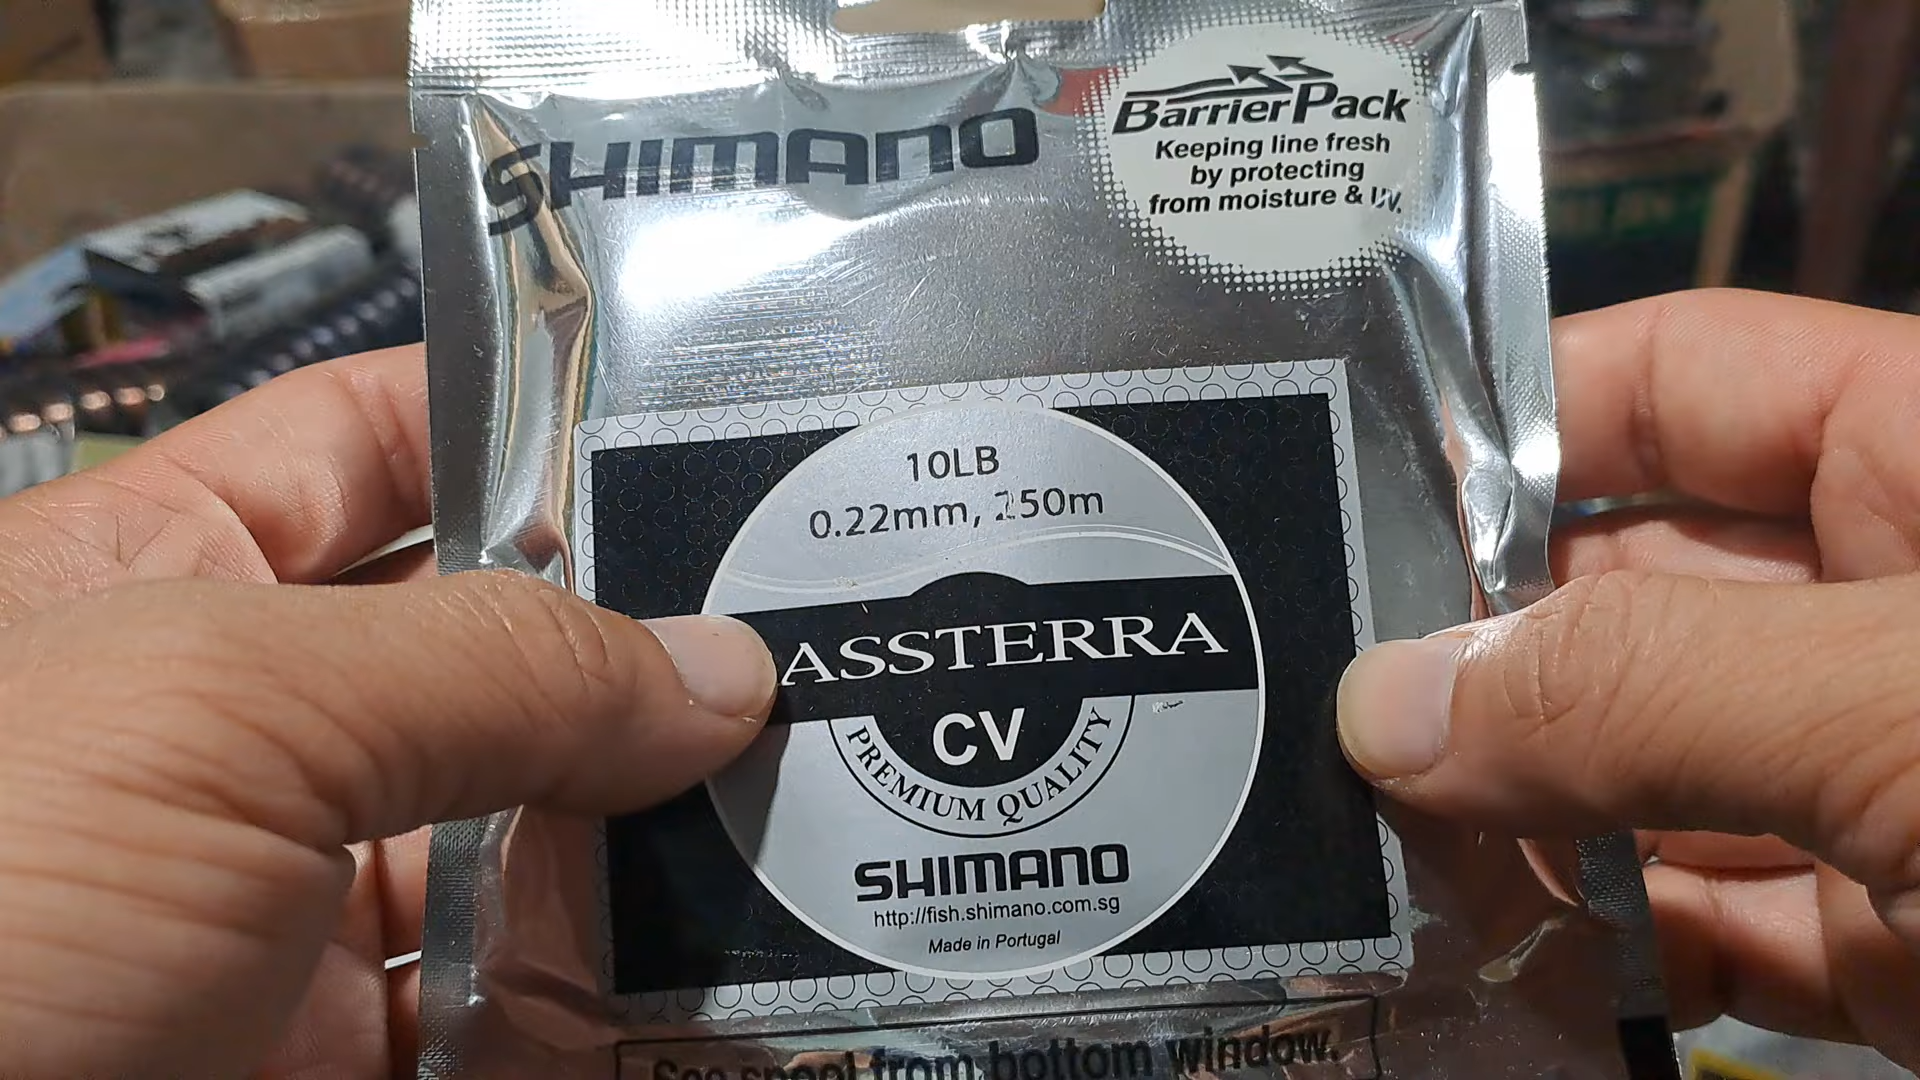 SHIMANO
BarrierPack
Keeping line fresh
by protecting
from moisture & UV.
10LB
0.22mm, 50m
ASSTERRA
CV
PREMIUM QUALITY
SHIMANO
http://fish.shimano.com.sg
Made in Portugal
See spool from bottom window.